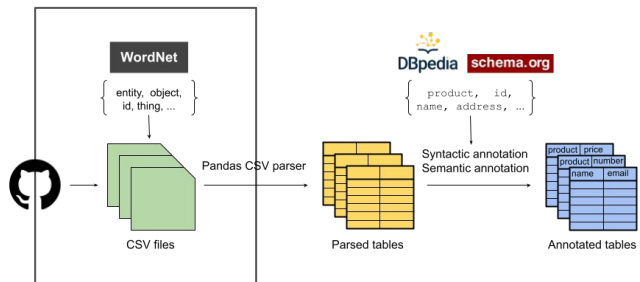 WordNet
entity, object,
id, thing, ...
CSV files
Pandas CSV parser
Parsed tables
DBpedia
schema.org
product, id,
name, address, ...
Syntactic annotation
Semantic annotation
product price
product number
name email
Annotated tables